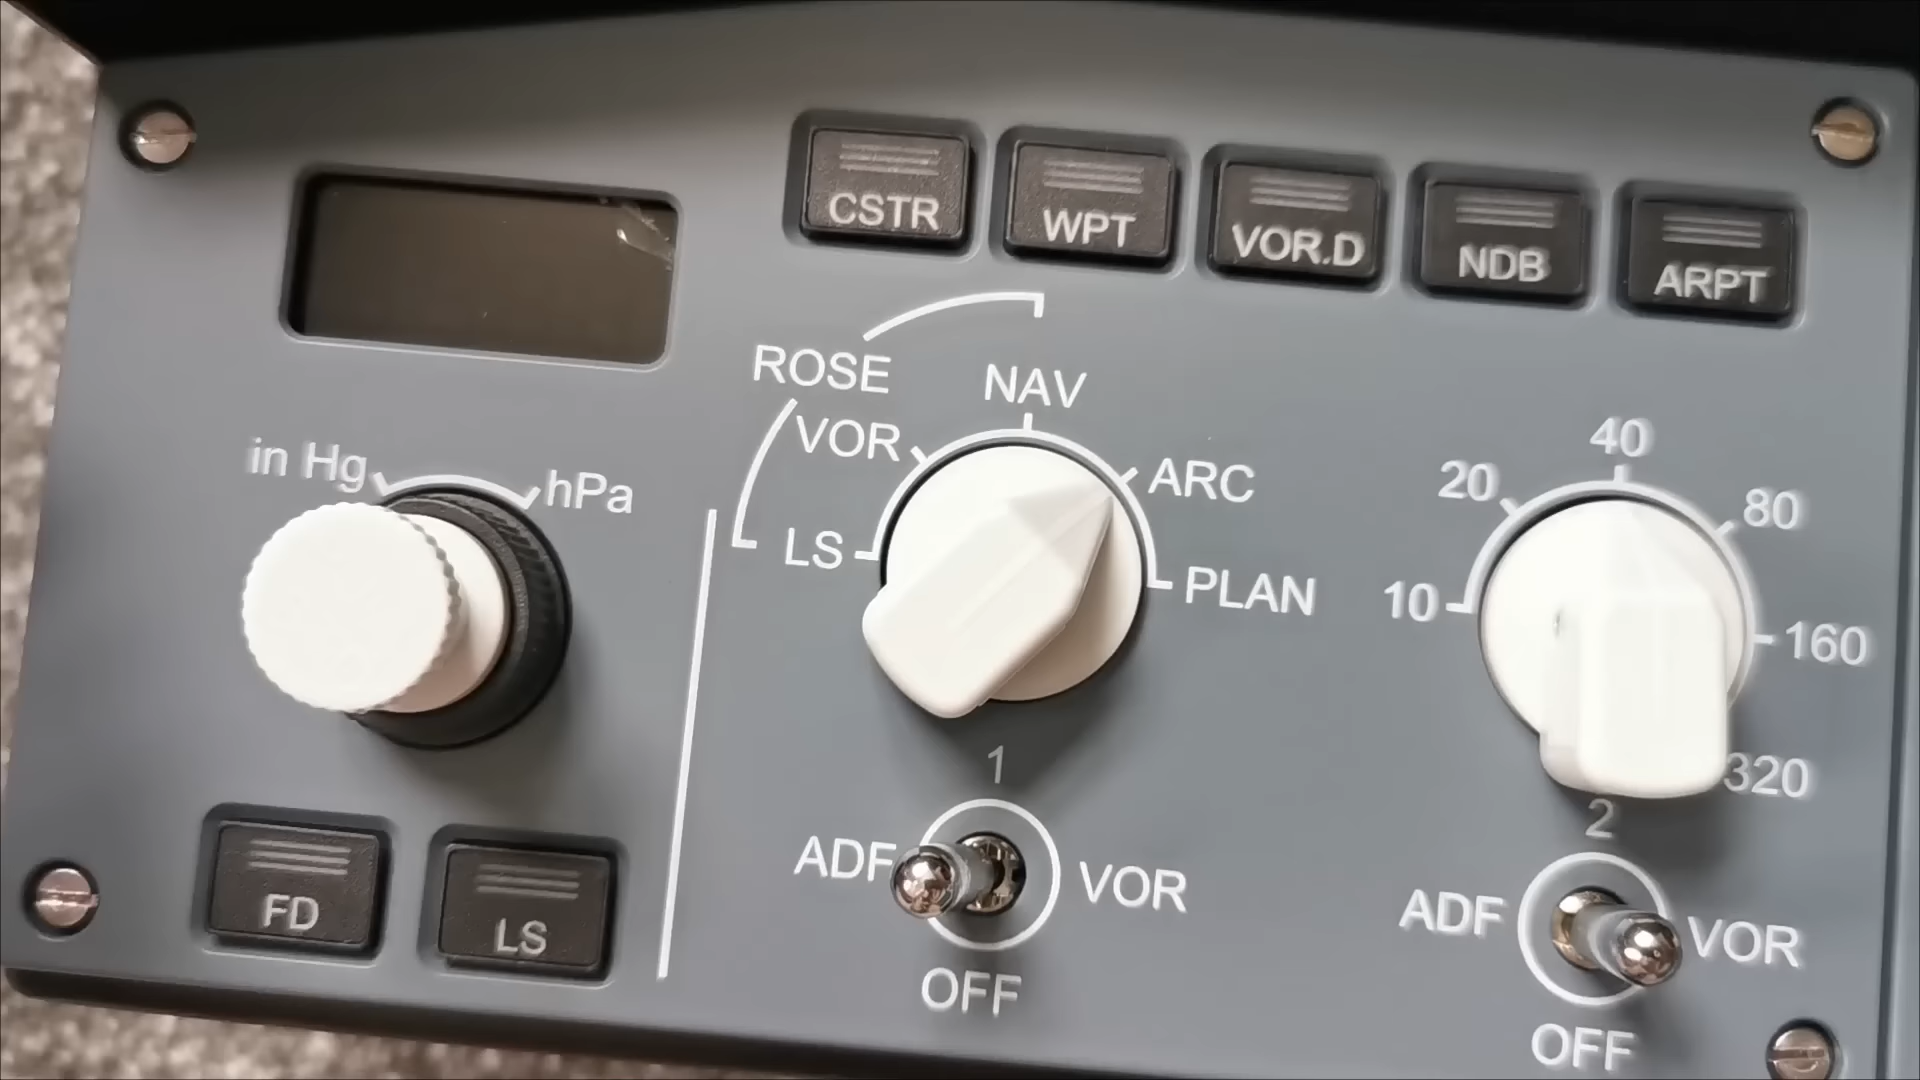 CSTR WPT VOR.D NDB ARPT
ROSE
NAV
VOR
ARC
LS
PLAN
in Hg
hPa
10
20
40
80
160
320
1
ADF
VOR
OFF
2
ADF
VOR
OFF
FD
LS